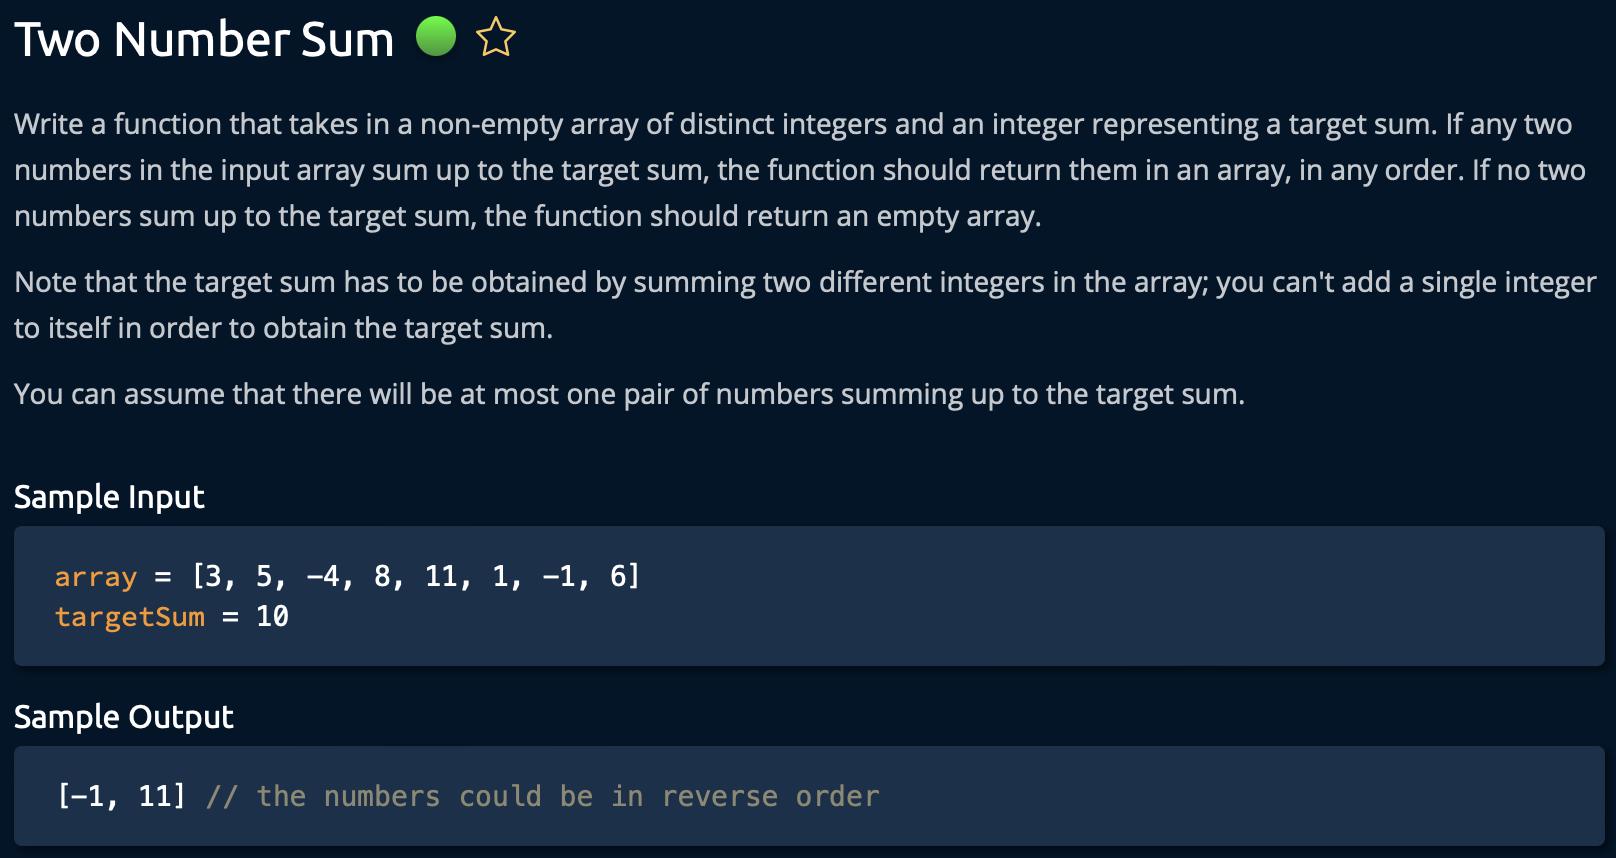 Two Number Sum
Write a function that takes in a non-empty array of distinct integers and an integer representing a target sum. If any two
numbers in the input array sum up to the target sum, the function should return them in an array, in any order. If no two
numbers sum up to the target sum, the function should return an empty array.
Note that the target sum has to be obtained by summing two different integers in the array; you can't add a single integer
to itself in order to obtain the target sum.
You can assume that there will be at most one pair of numbers summing up to the target sum.
Sample Input
array = [3, 5, -4, 8, 11, 1, -1, 6]
targetSum = 10
Sample Output
[-1, 11] // the numbers could be in reverse order